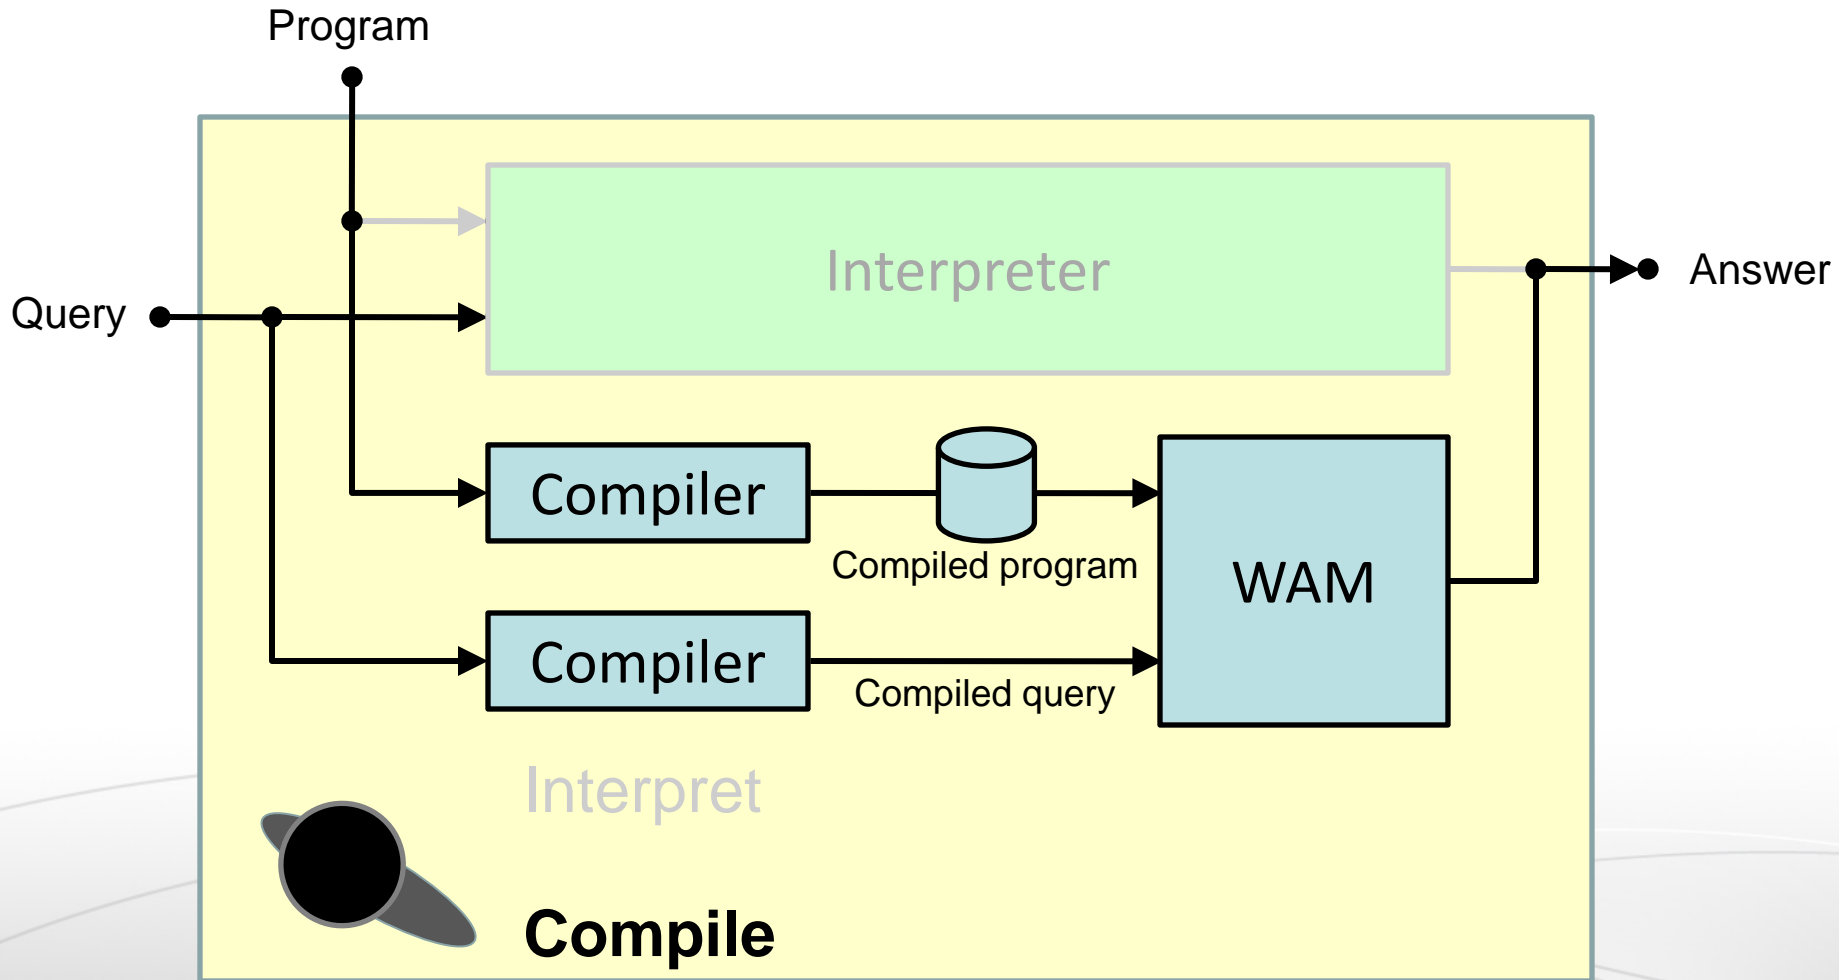 Program
Interpreter
Answer
Query
Compiler
Compiled program
WAM
Compiler
Compiled query
Interpret
Compile